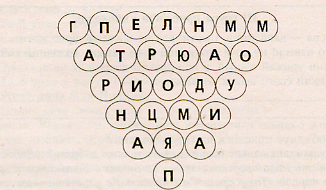 Г П Е Л Н М М
А Т Р Ю А О
Р И О Д У
Н Ц М И
А Я А
П